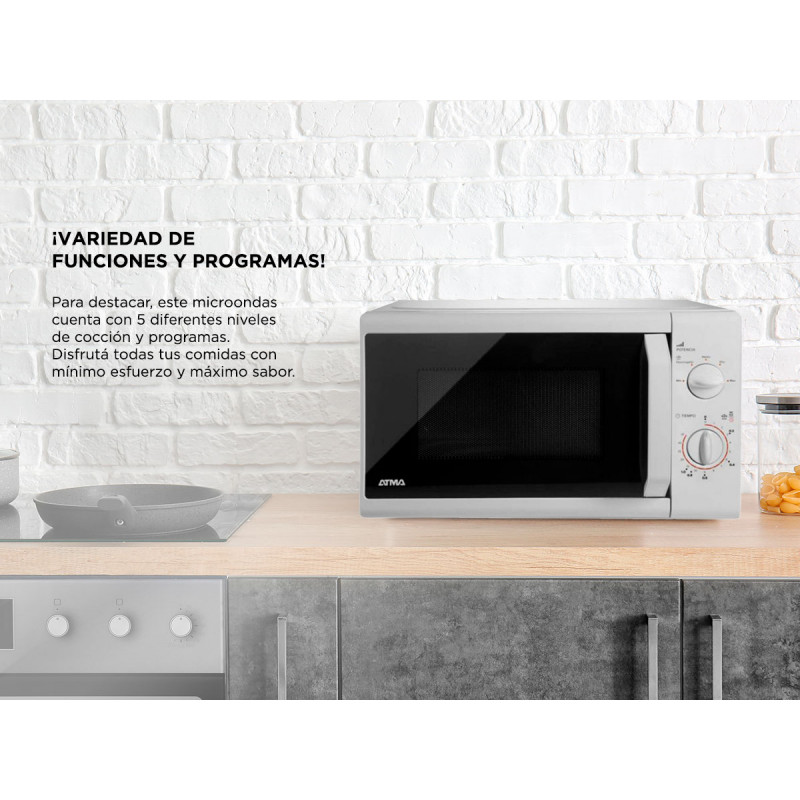 ¡VARIEDAD DE
FUNCIONES Y PROGRAMAS!
Para destacar, este microondas
cuenta con 5 diferentes niveles
de cocción y programas.
Disfrutá todas tus comidas con
mínimo esfuerzo y máximo sabor.
POTENCIA
TIEMPO
ATMA